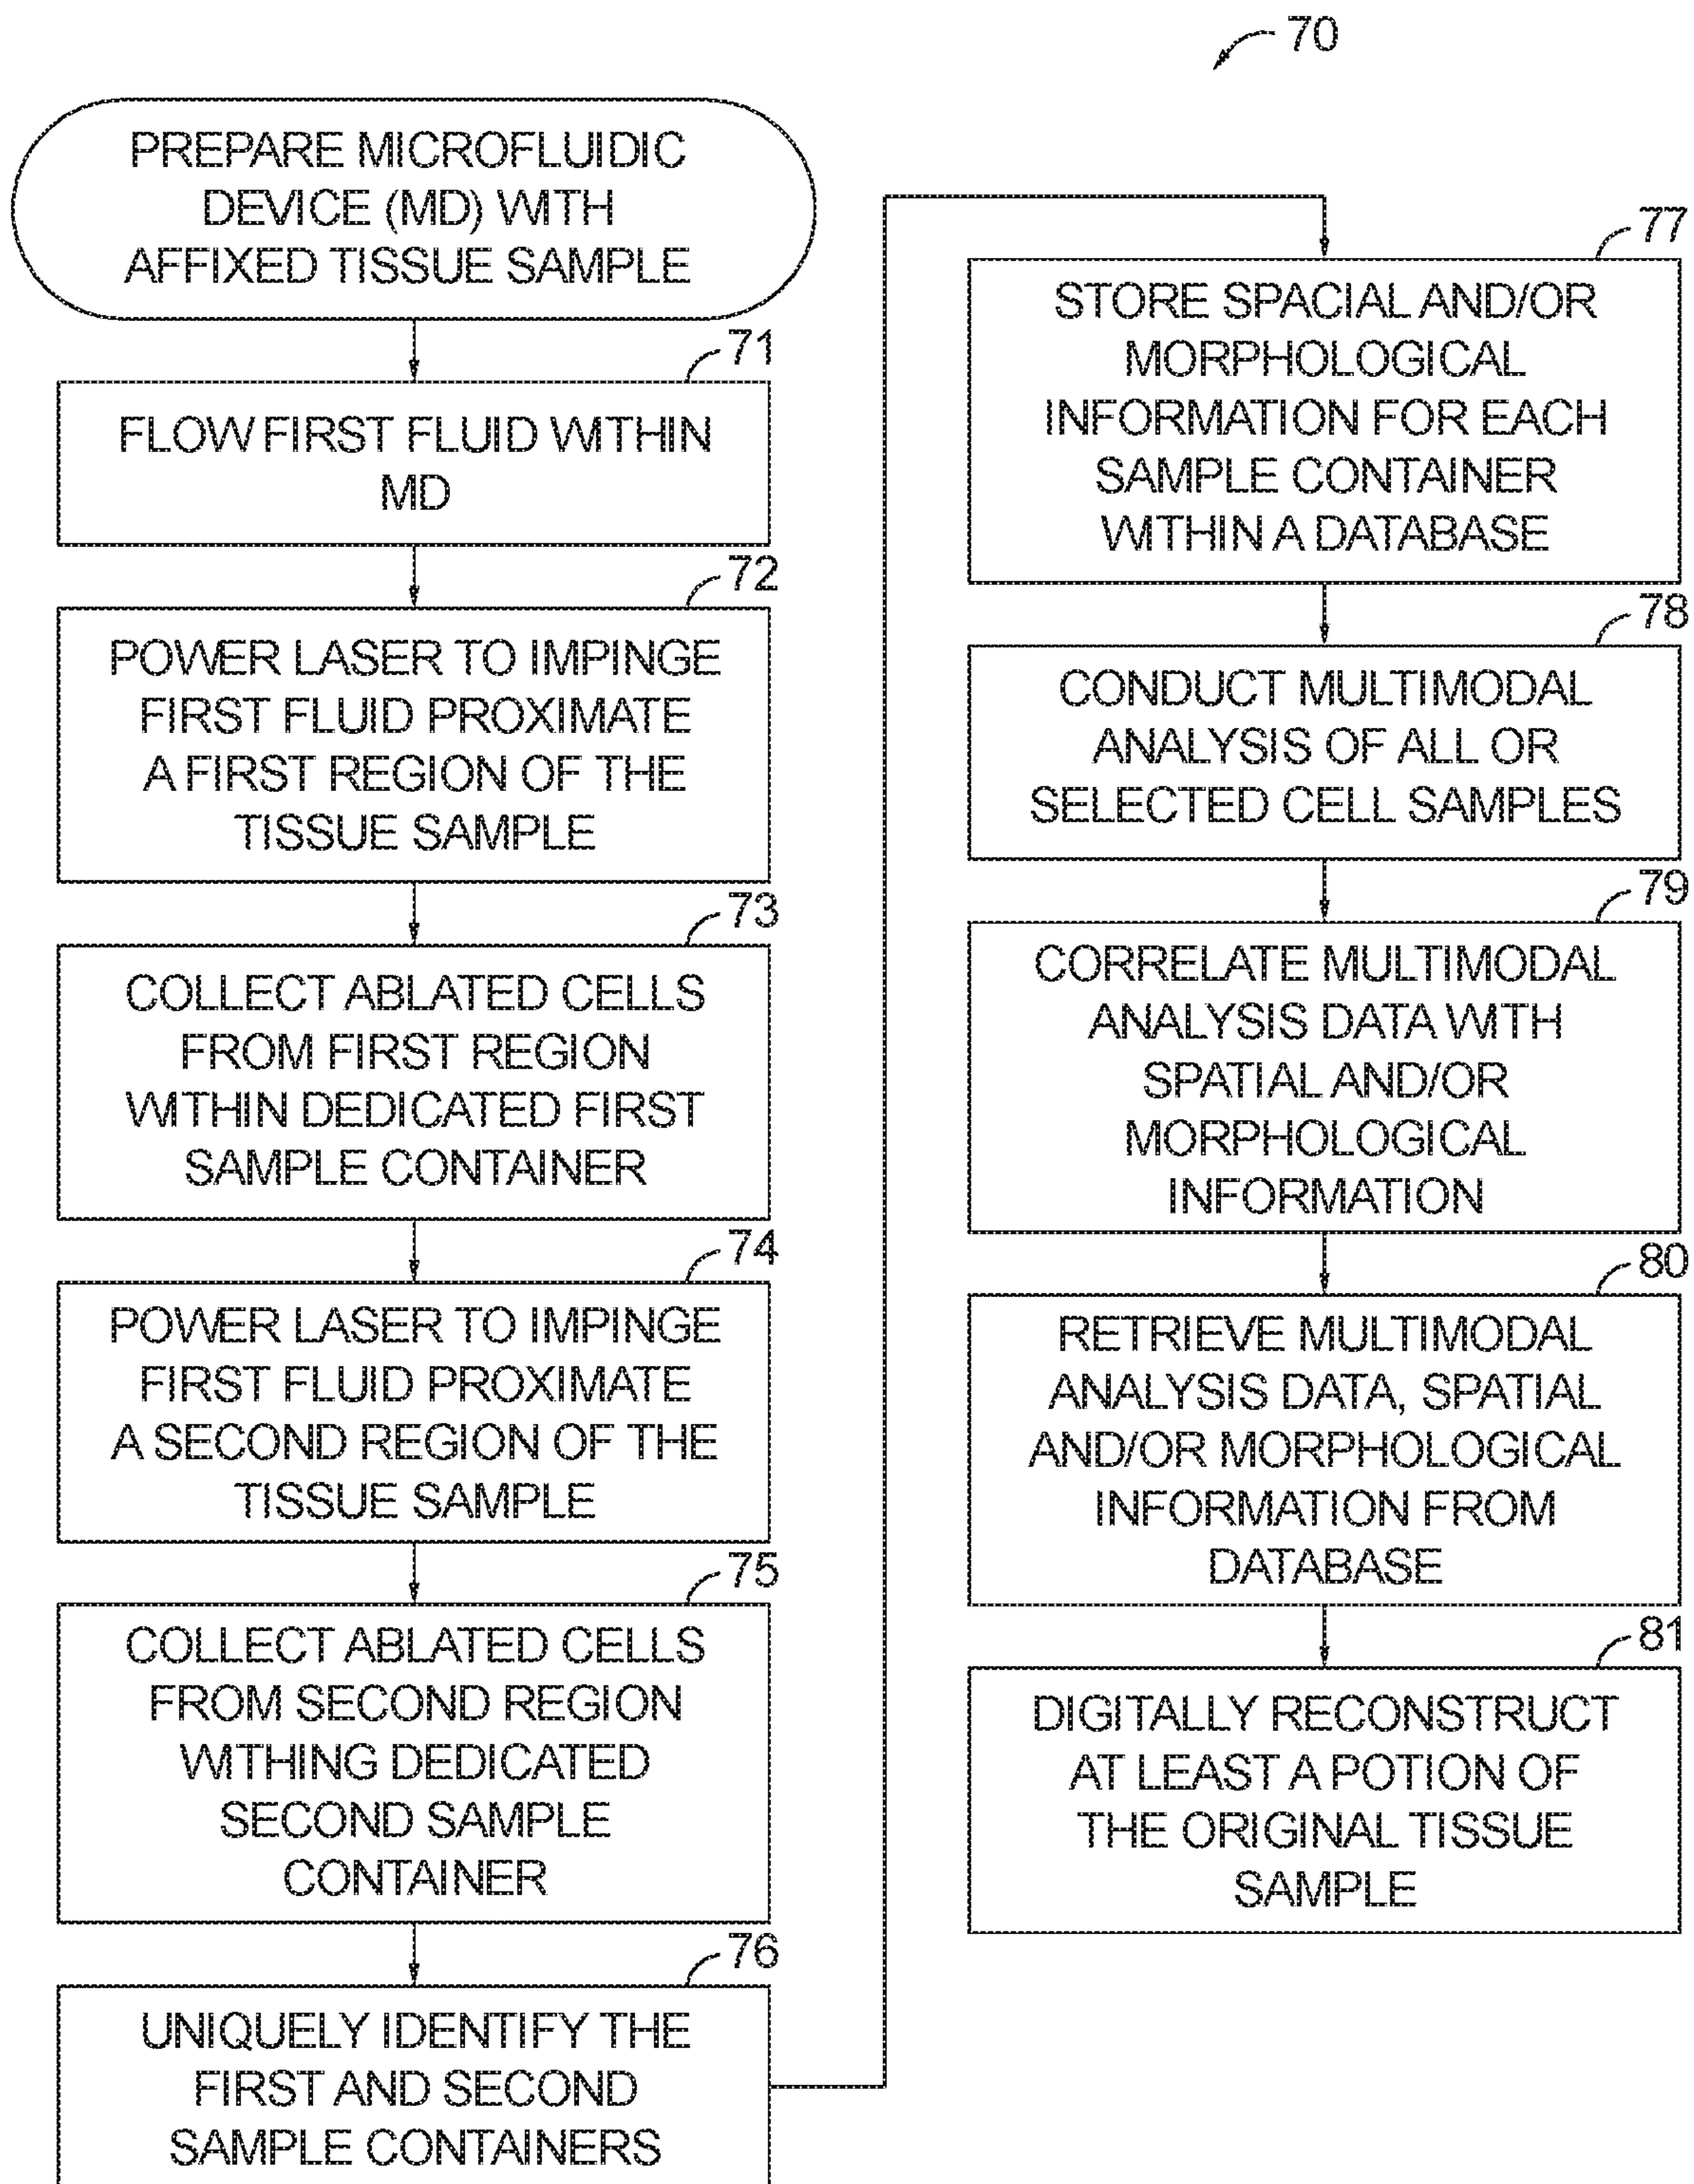 70
PREPARE MICROFLUIDIC
DEVICE (MD) WITH
AFFIXED TISSUE SAMPLE
71
FLOW FIRST FLUID WITHIN
MD
72
POWER LASER TO IMPINGE
FIRST FLUID PROXIMATE
A FIRST REGION OF THE
TISSUE SAMPLE
73
COLLECT ABLATED CELLS
FROM FIRST REGION
WITHIN DEDICATED FIRST
SAMPLE CONTAINER
74
POWER LASER TO IMPINGE
FIRST FLUID PROXIMATE
A SECOND REGION OF THE
TISSUE SAMPLE
75
COLLECT ABLATED CELLS
FROM SECOND REGION
WITHING DEDICATED
SECOND SAMPLE
CONTAINER
76
UNIQUELY IDENTIFY THE
FIRST AND SECOND
SAMPLE CONTAINERS
77
STORE SPACIAL AND/OR
MORPHOLOGICAL
INFORMATION FOR EACH
SAMPLE CONTAINER
WITHIN A DATABASE
78
CONDUCT MULTIMODAL
ANALYSIS OF ALL OR
SELECTED CELL SAMPLES
79
CORRELATE MULTIMODAL
ANALYSIS DATA WITH
SPATIAL AND/OR
MORPHOLOGICAL
INFORMATION
80
RETRIEVE MULTIMODAL
ANALYSIS DATA, SPATIAL
AND/OR MORPHOLOGICAL
INFORMATION FROM
DATABASE
81
DIGITALLY RECONSTRUCT
AT LEAST A POTION OF
THE ORIGINAL TISSUE
SAMPLE